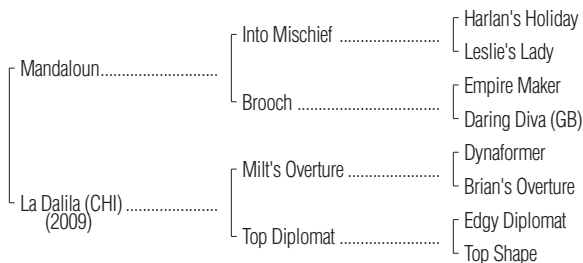 Harlan's Holiday
Into Mischief ........................
Leslie's Lady
Mandaloun............................
Empire Maker
Brooch ..................................
Daring Diva (GB)
Dynaformer
Milt's Overture ......................
Brian's Overture
La Dalila (CHI) ......................
(2009)
Edgy Diplomat
Top Diplomat ........................
Top Shape